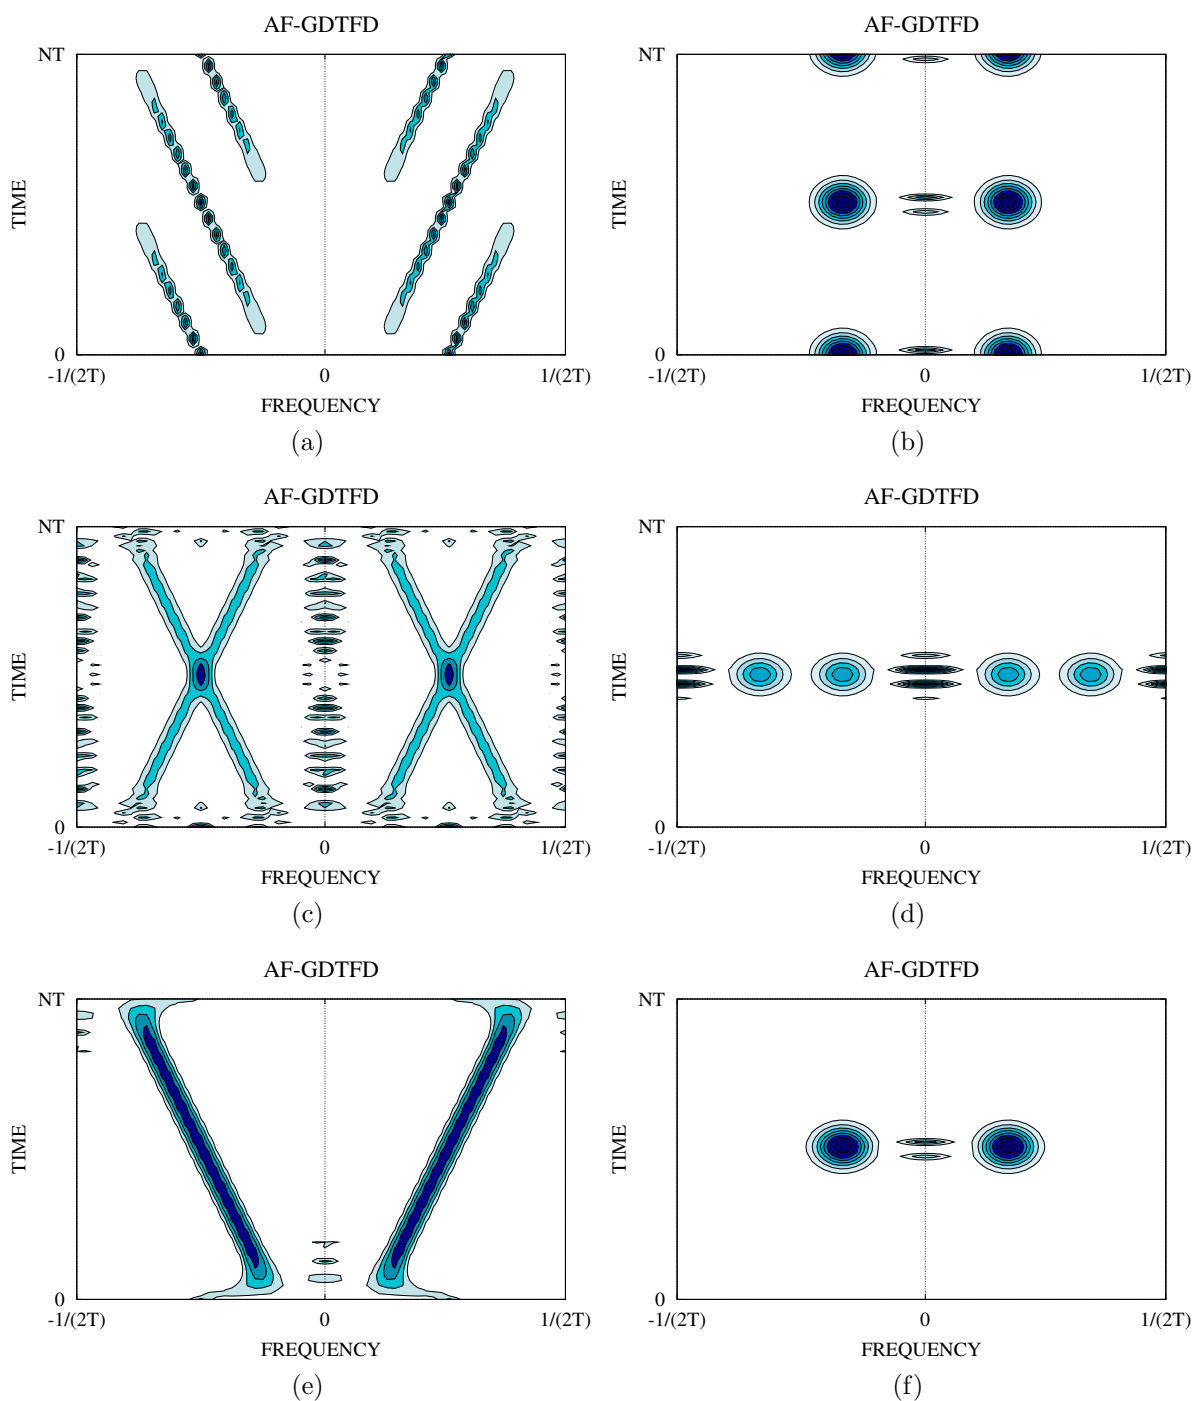 AF-GDTFD
NT
TIME
0
-1/(2T) 0 1/(2T)
FREQUENCY
(a)
AF-GDTFD
NT
TIME
0
-1/(2T) 0 1/(2T)
FREQUENCY
(b)
AF-GDTFD
NT
TIME
0
-1/(2T) 0 1/(2T)
FREQUENCY
(c)
AF-GDTFD
NT
TIME
0
-1/(2T) 0 1/(2T)
FREQUENCY
(d)
AF-GDTFD
NT
TIME
0
-1/(2T) 0 1/(2T)
FREQUENCY
(e)
AF-GDTFD
NT
TIME
0
-1/(2T) 0 1/(2T)
FREQUENCY
(f)